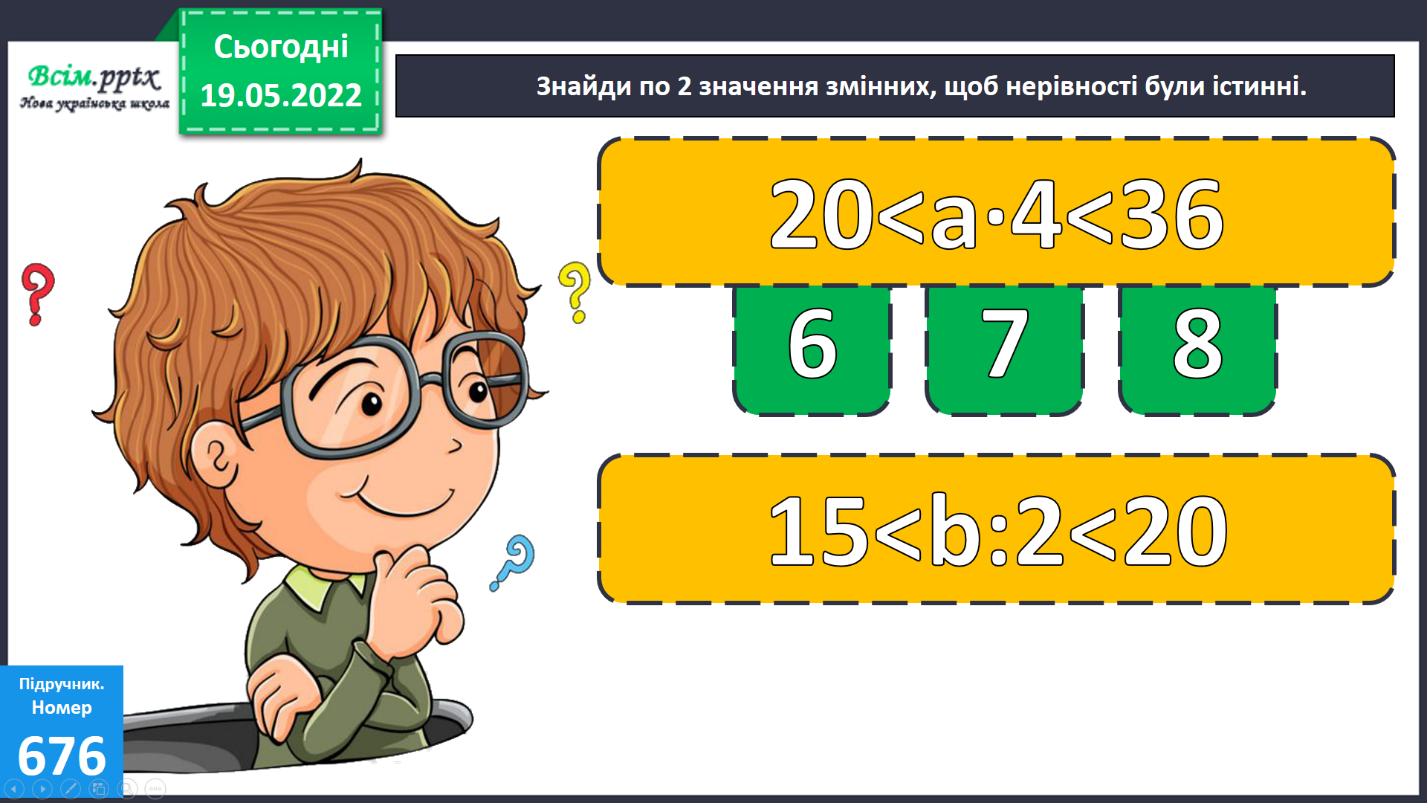 Всім.pptx
Нова українська школа
Сьогодні
19.05.2022
Знайди по 2 значення змінних, щоб нерівності були істинні.
20<a·4<36
6 7 8
15<b:2<20
Підручник.
Номер
676